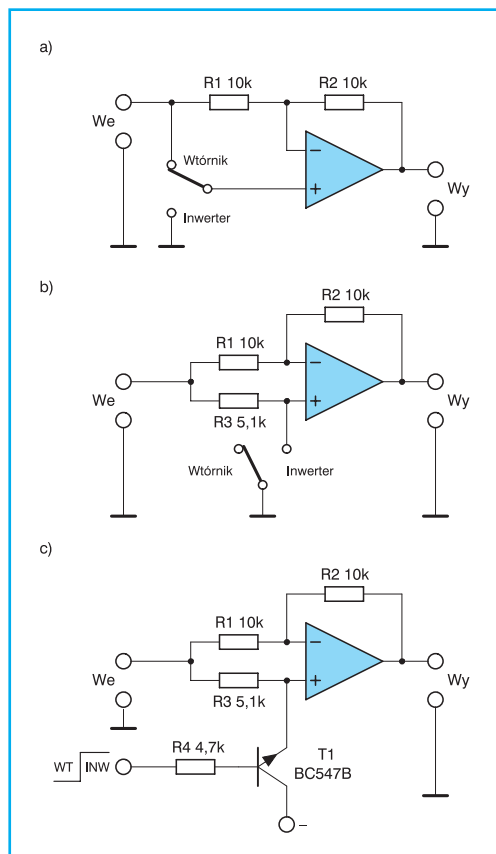 a)
R1 10k
R2 10k
We
Wtórnik
Inwerter
−
+
Wy
b)
R2 10k
R1 10k
We
R3 5,1k
Wtórnik
Inwerter
−
+
Wy
c)
R2 10k
R1 10k
We
R3 5,1k
−
+
Wy
WT INW
R4 4,7k
T1
BC547B
−